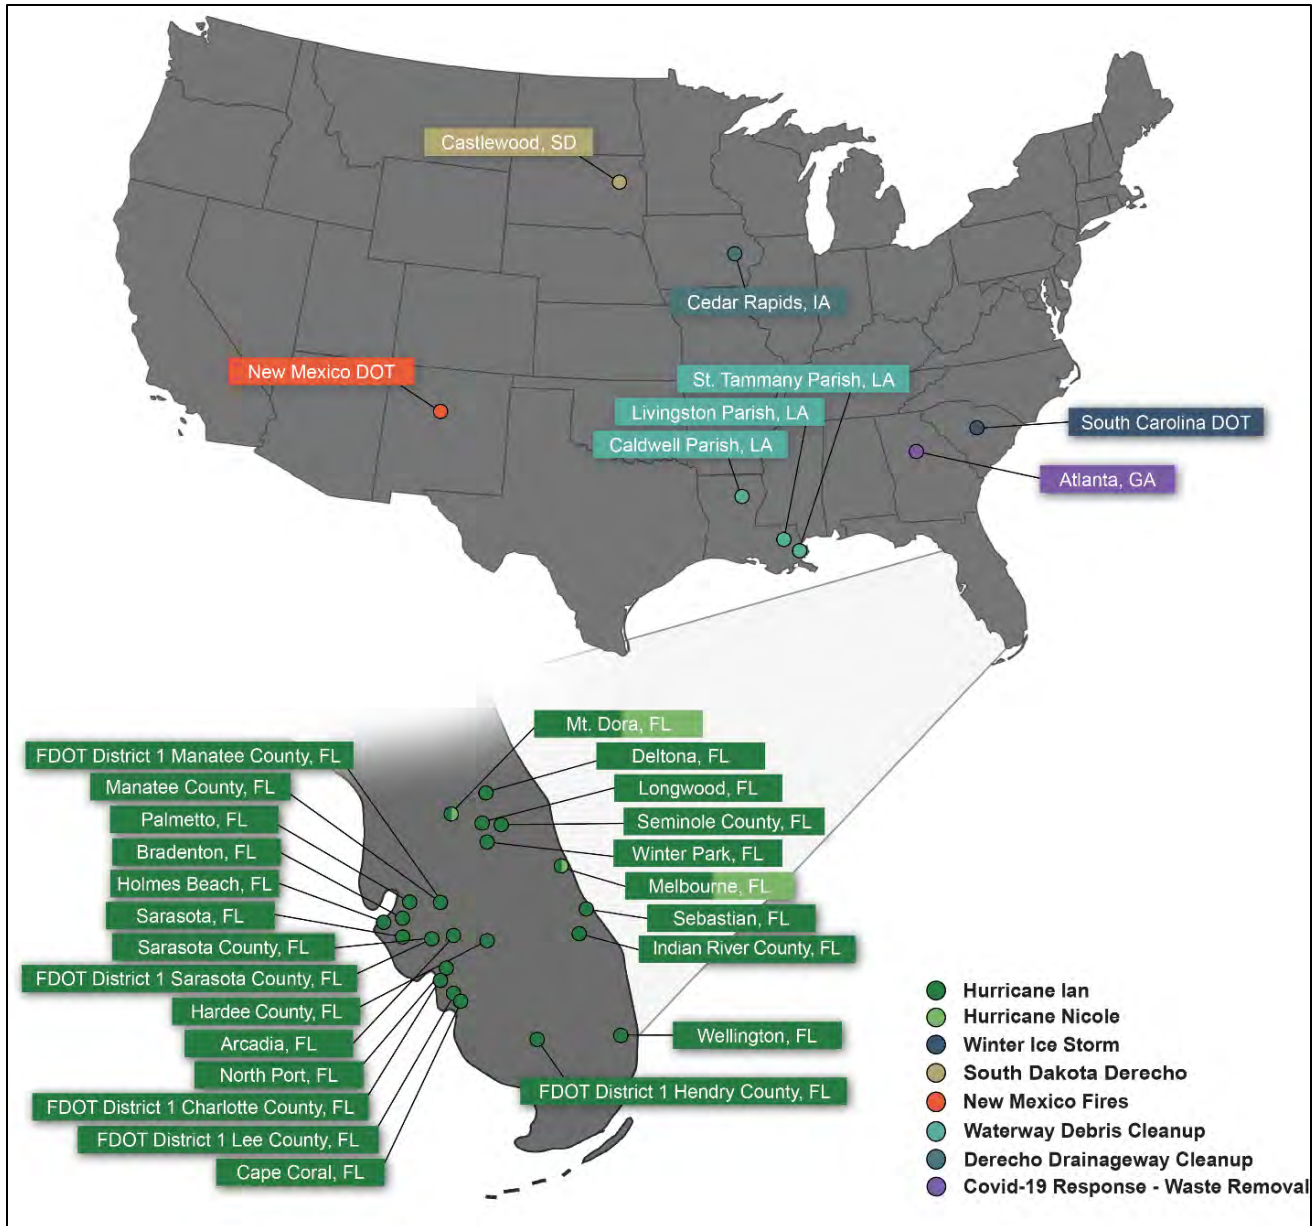 Castlewood, SD
Cedar Rapids, IA
New Mexico DOT
St. Tammany Parish, LA
Livingston Parish, LA
Caldwell Parish, LA
South Carolina DOT
Atlanta, GA
Mt. Dora, FL
FDOT District 1 Manatee County, FL
Deltona, FL
Manatee County, FL
Longwood, FL
Palmetto, FL
Seminole County, FL
Bradenton, FL
Winter Park, FL
Holmes Beach, FL
Melbourne, FL
Sarasota, FL
Sebastian, FL
Sarasota County, FL
Indian River County, FL
FDOT District 1 Sarasota County, FL
Hardee County, FL
Arcadia, FL
Wellington, FL
North Port, FL
FDOT District 1 Hendry County, FL
FDOT District 1 Charlotte County, FL
FDOT District 1 Lee County, FL
Cape Coral, FL
Hurricane Ian
Hurricane Nicole
Winter Ice Storm
South Dakota Derecho
New Mexico Fires
Waterway Debris Cleanup
Derecho Drainageway Cleanup
Covid-19 Response - Waste Removal